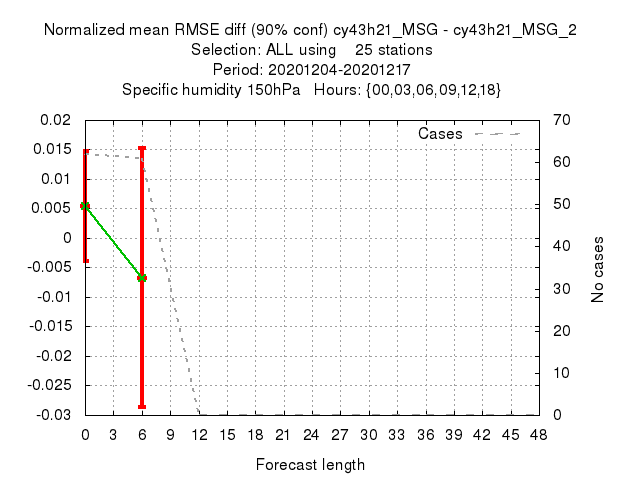 Normalized mean RMSE diff (90% conf) cy43h21_MSG - cy43h21_MSG_2
Selection: ALL using 25 stations
Period: 20201204-20201217
Specific humidity 150hPa Hours: {00,03,06,09,12,18}
Cases
0.02
0.015
0.01
0.005
0
-0.005
-0.01
-0.015
-0.02
-0.025
-0.03
70
60
50
40
30
20
10
0
No cases
0 3 6 9 12 15 18 21 24 27 30 33 36 39 42 45 48
Forecast length